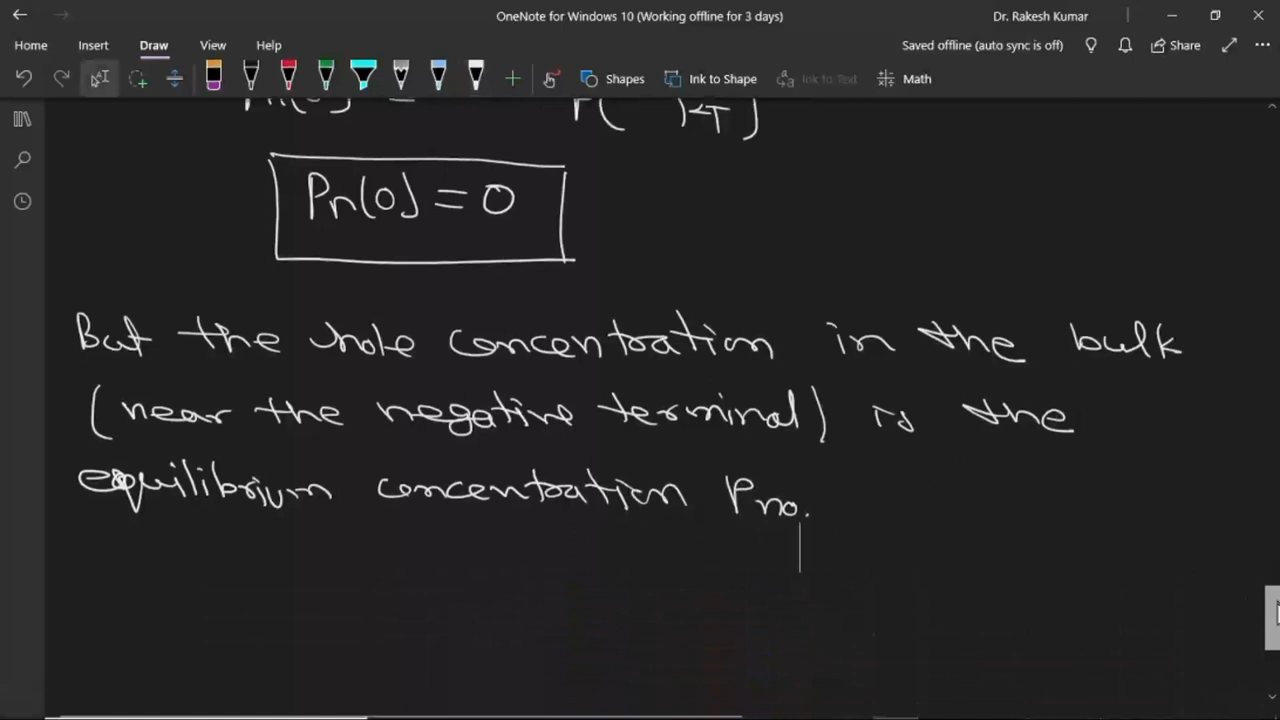 OneNote for Windows 10 (Working offline for 3 days)
Dr. Rakesh Kumar
Home Insert Draw View Help
Saved offline (auto sync is off)
Share
Shapes
Ink to Shape
Ink to Text
Math
Pn(0) = 0
But the hole concentration in the bulk
(near the negative terminal) is the
equilibrium concentration Pno.